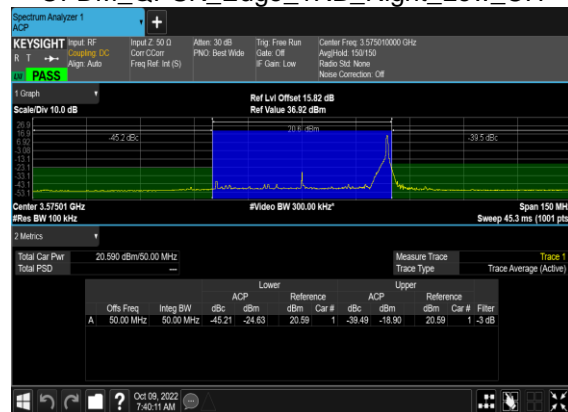 Spectrum Analyzer 1
ACP
+
KEYSIGHT Input: RF Input Z: 50 Ω Atten: 30 dB Trig: Free Run Center Freq: 3.575010000 GHz
R T Coupling: DC Corr CCorr PNO: Best Wide Gate: Off Avg|Hold: 150/150
Align: Auto Freq Ref: Int (S) IF Gain: Low Radio Std: None
LU PASS Noise Correction: Off
1 Graph Ref Lvl Offset 15.82 dB
Scale/Div 10.0 dB Ref Value 36.92 dBm
26.9
16.9 20.6 dBm
6.92 -45.2 dBc -39.5 dBc
-3.08
-13.1
-23.1
-33.1
-43.1
-53.1
Center 3.57501 GHz #Video BW 300.00 kHz* Span 150 MH
#Res BW 100 kHz Sweep 45.3 ms (1001 pts
2 Metrics
Total Car Pwr 20.590 dBm/50.00 MHz Measure Trace Trace 1
Total PSD --- Trace Type Trace Average (Active)
Lower Upper
ACP Reference ACP Reference
Offs Freq Integ BW dBc dBm dBm Car # dBc dBm dBm Car # Filter
A 50.00 MHz 50.00 MHz -45.21 -24.63 20.59 1 -39.49 -18.90 20.59 1 -3 dB
? Oct 09, 2022
7:40:11 AM